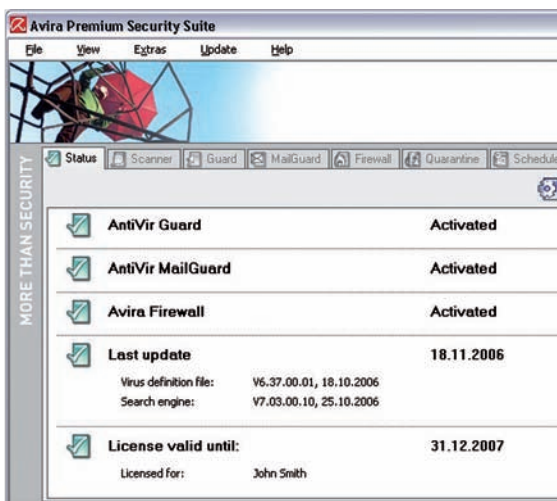 Avira Premium Security Suite
File View Extras Update Help
Status Scanner Guard MailGuard Firewall Quarantine Schedule
MORE THAN SECURITY
AntiVir Guard Activated
AntiVir MailGuard Activated
Avira Firewall Activated
Last update 18.11.2006
Virus definition file: V6.37.00.01, 18.10.2006
Search engine: V7.03.00.10, 25.10.2006
License valid until: 31.12.2007
Licensed for: John Smith